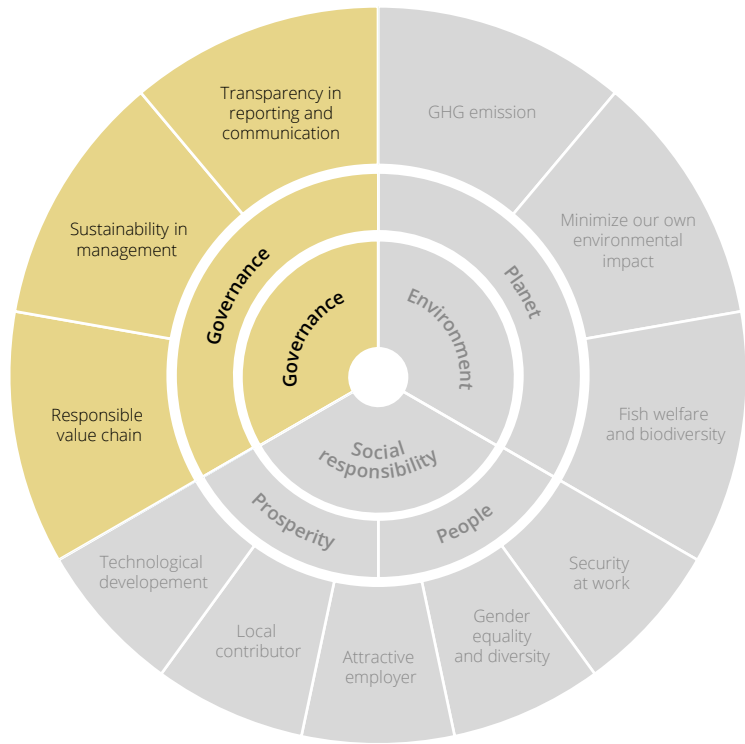 Transparency in
reporting and
communication
GHG emission
Sustainability in
management
Minimize our own
environmental
impact
Governance
Planet
Governance
Environment
Responsible
value chain
Fish welfare
and biodiversity
Social
responsibility
Prosperity
People
Technological
developement
Security
at work
Local
contributor
Attractive
employer
Gender
equality
and diversity